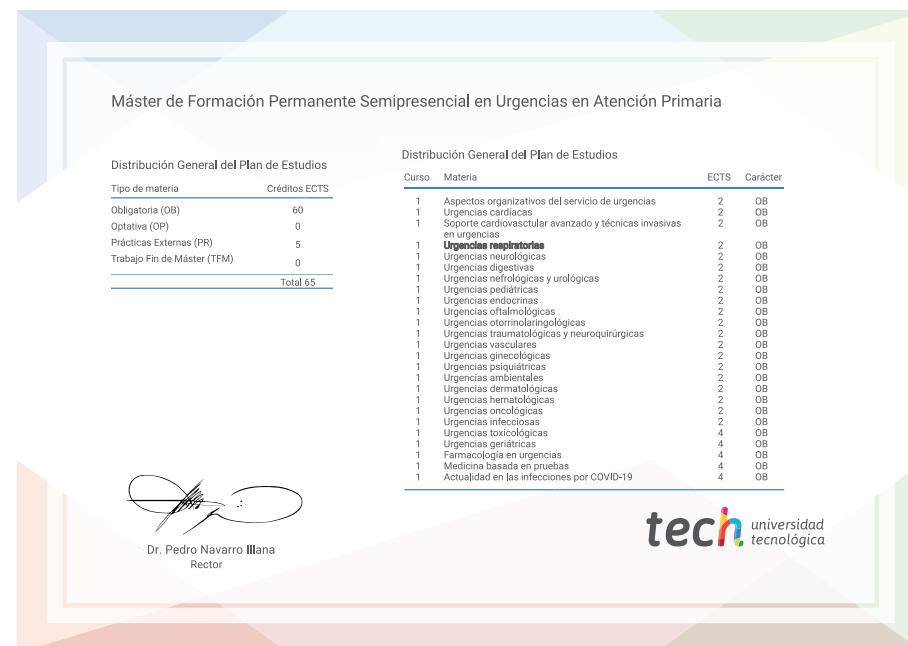 Máster de Formación Permanente Semipresencial en Urgencias en Atención Primaria
Distribución General del Plan de Estudios
Tipo de materia Créditos ECTS
Obligatoria (OB) 60
Optativa (OP) 0
Prácticas Externas (PR) 5
Trabajo Fin de Máster (TFM) 0
Total 65
Distribución General del Plan de Estudios
Curso Materia ECTS Carácter
1 Aspectos organizativos del servicio de urgencias 2 OB
1 Urgencias cardíacas 2 OB
1 Soporte cardiovascultar avanzado y técnicas invasivas 2 OB
en urgencias
1 Urgencias respiratorias 2 OB
1 Urgencias neurológicas 2 OB
1 Urgencias digestivas 2 OB
1 Urgencias nefrológicas y urológicas 2 OB
1 Urgencias pediátricas 2 OB
1 Urgencias endocrinas 2 OB
1 Urgencias oftalmológicas 2 OB
1 Urgencias otorrinolaringológicas 2 OB
1 Urgencias traumatológicas y neuroquirúrgicas 2 OB
1 Urgencias vasculares 2 OB
1 Urgencias ginecológicas 2 OB
1 Urgencias psiquiátricas 2 OB
1 Urgencias ambientales 2 OB
1 Urgencias dermatológicas 2 OB
1 Urgencias hematológicas 2 OB
1 Urgencias oncológicas 2 OB
1 Urgencias infecciosas 2 OB
1 Urgencias toxicológicas 4 OB
1 Urgencias geriátricas 4 OB
1 Farmacología en urgencias 4 OB
1 Medicina basada en pruebas 4 OB
1 Actualidad en las infecciones por COVID-19 4 OB
Dr. Pedro Navarro Illana
Rector
tech universidad
tecnológica